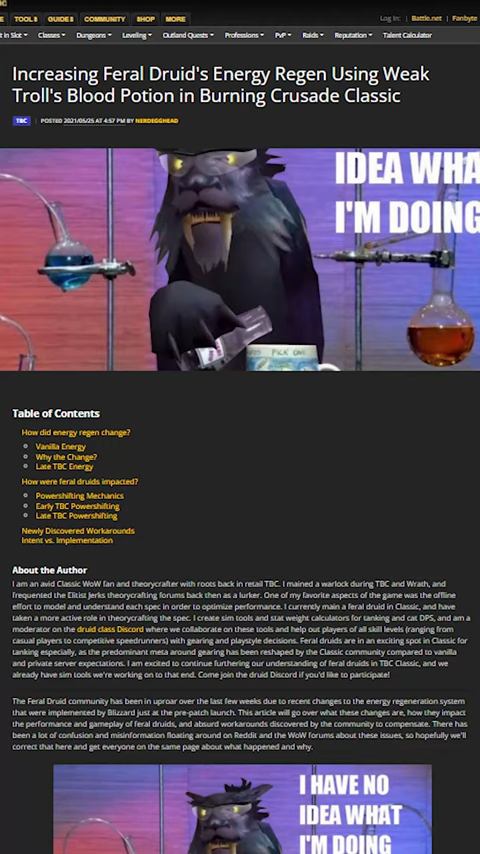 TOOLS GUIDES COMMUNITY SHOP MORE
Log In: Battle.net Fanbyte
t in Slot Classes Dungeons Leveling Outland Quests Professions PvP Raids Reputation Talent Calculator
Increasing Feral Druid's Energy Regen Using Weak
Troll's Blood Potion in Burning Crusade Classic
TBC POSTED 2021/05/25 AT 4:57 PM BY NERDEGGHEAD
IDEA WHA
I'M DOING
PICK ONE
Table of Contents
How did energy regen change?
Vanilla Energy
Why the Change?
Late TBC Energy
How were feral druids impacted?
Powershifting Mechanics
Early TBC Powershifting
Late TBC Powershifting
Newly Discovered Workarounds
Intent vs. Implementation
About the Author
I am an avid Classic WoW fan and theorycrafter with roots back in retail TBC. I mained a warlock during TBC and Wrath, and
frequented the Elitist Jerks theorycrafting forums back then as a lurker. One of my favorite aspects of the game was the offline
effort to model and understand each spec in order to optimize performance. I currently main a feral druid in Classic, and have
taken a more active role in theorycrafting the spec. I create sim tools and stat weight calculators for tanking and cat DPS, and am a
moderator on the druid class Discord where we collaborate on these tools and help out players of all skill levels (ranging from
casual players to competitive speedrunners) with gearing and playstyle decisions. Feral druids are in an exciting spot in Classic for
tanking especially, as the predominant meta around gearing has been reshaped by the Classic community compared to vanilla
and private server expectations. I am excited to continue furthering our understanding of feral druids in TBC Classic, and we
already have sim tools we're working on to that end. Come join the druid Discord if you'd like to participate!
The Feral Druid community has been in uproar over the last few weeks due to recent changes to the energy regeneration system
that were implemented by Blizzard just at the pre-patch launch. This article will go over what these changes are, how they impact
the performance and gameplay of feral druids, and absurd workarounds discovered by the community to compensate. There has
been a lot of confusion and misinformation floating around on Reddit and the WoW forums about these issues, so hopefully we'll
correct that here and get everyone on the same page about what happened and why.
I HAVE NO
IDEA WHAT
I'M DOING